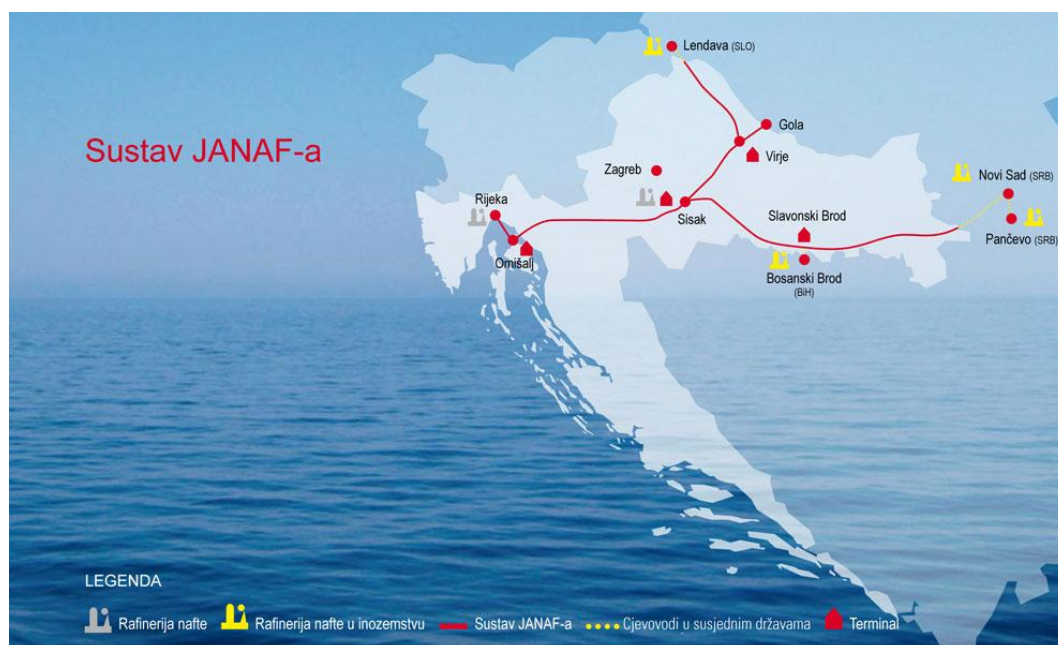 Lendava (SLO)
Sustav JANAF-a
Gola
Virje
Zagreb
Novi Sad (SRB)
Rijeka
Sisak
Slavonski Brod
Pančevo (SRB)
Omišalj
Bosanski Brod
(BiH)
LEGENDA
Rafinerija nafte
Rafinerija nafte u inozemstvu
Sustav JANAF-a
Cjevovodi u susjednim državama
Terminal